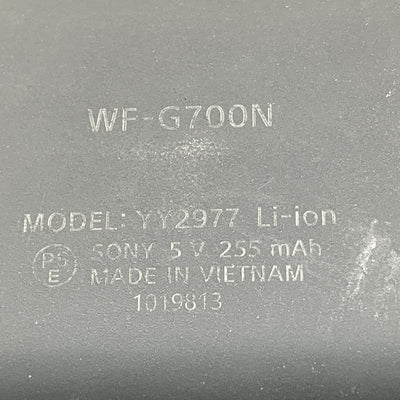 WF-G700N
MODEL: YY2977 Li-ion
PS E SONY 5 V 255 mAh
MADE IN VIETNAM
1019813